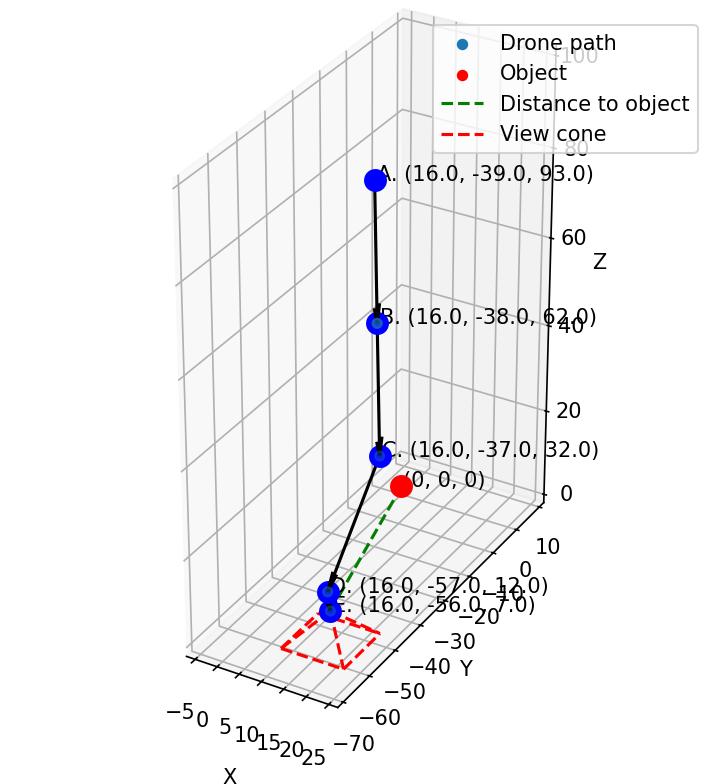 Drone path
Object
Distance to object
View cone
100
80
60
40
20
0
Z
A. (16.0, -39.0, 93.0)
B. (16.0, -38.0, 62.0)
C. (16.0, -37.0, 32.0)
(0, 0, 0)
D. (16.0, -57.0, 12.0)
E. (16.0, -56.0, 7.0)
10
0
−10
−20
−30
−40
−50
−60
−70
Y
−5
0
5
10
15
20
25
X